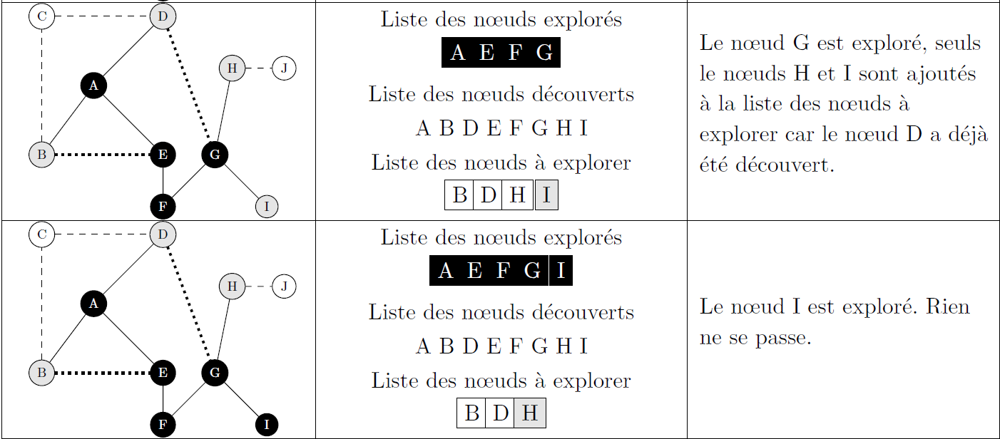 C D
H J
A
B E G
F I
Liste des nœuds explorés
A E F G
Liste des nœuds découverts
A B D E F G H I
Liste des nœuds à explorer
B D H I
Le nœud G est exploré, seuls
le nœuds H et I sont ajoutés
à la liste des nœuds à
explorer car le nœud D a déjà
été découvert.
C D
H J
A
B E G
F I
Liste des nœuds explorés
A E F G I
Liste des nœuds découverts
A B D E F G H I
Liste des nœuds à explorer
B D H
Le nœud I est exploré. Rien
ne se passe.